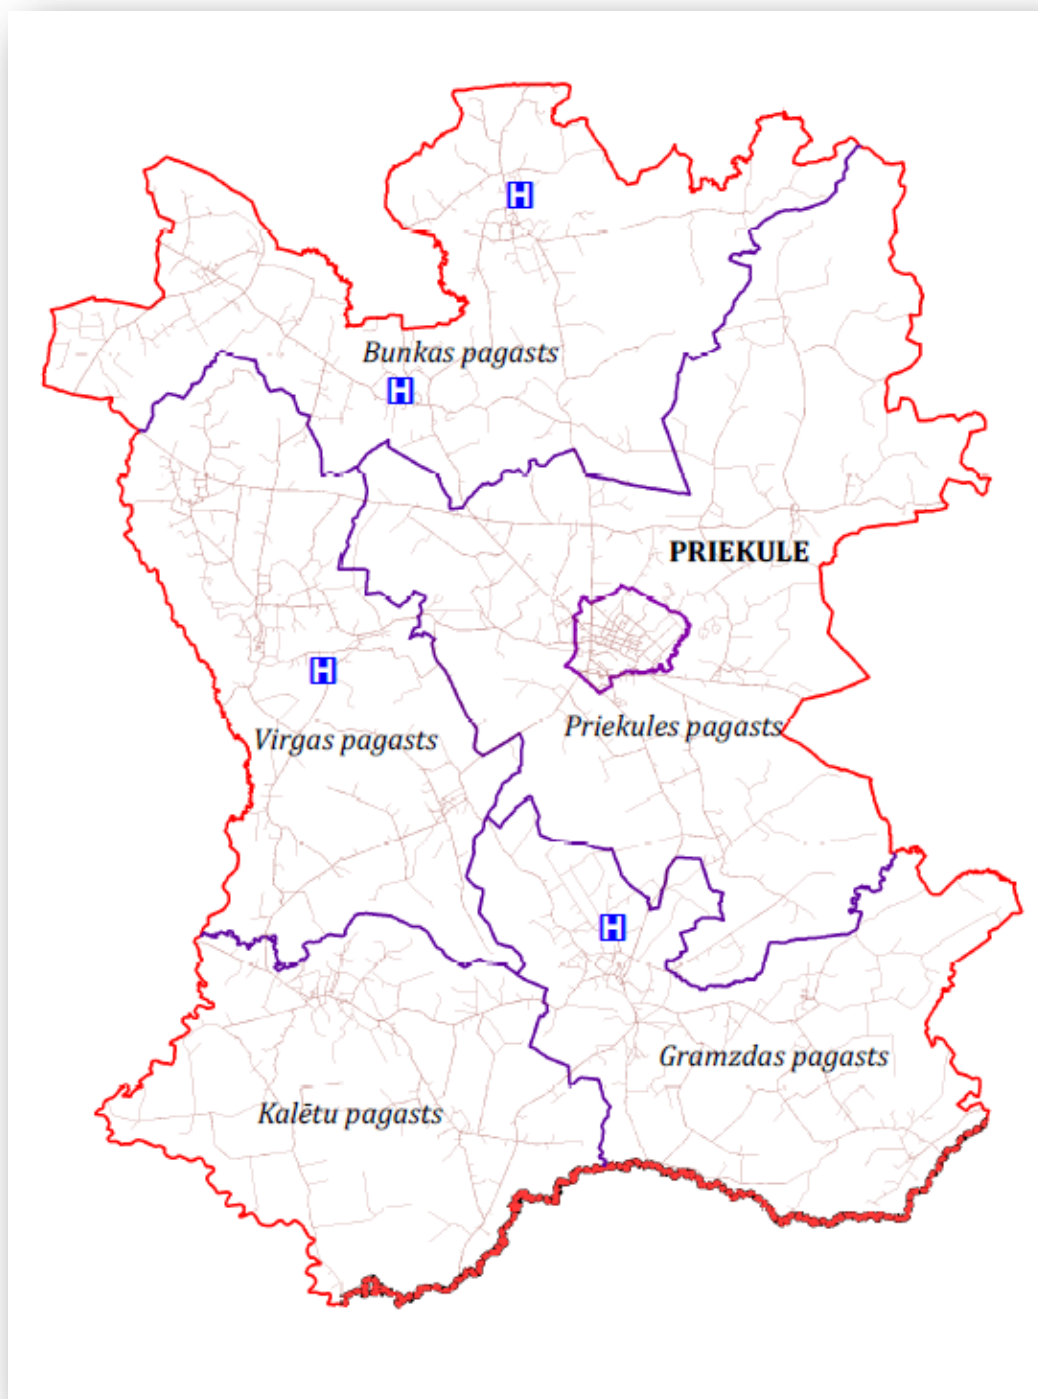 H
Bunkas pagasts
H
PRIEKULE
H
Priekules pagasts
Virgas pagasts
H
Gramzdas pagasts
Kalētu pagasts